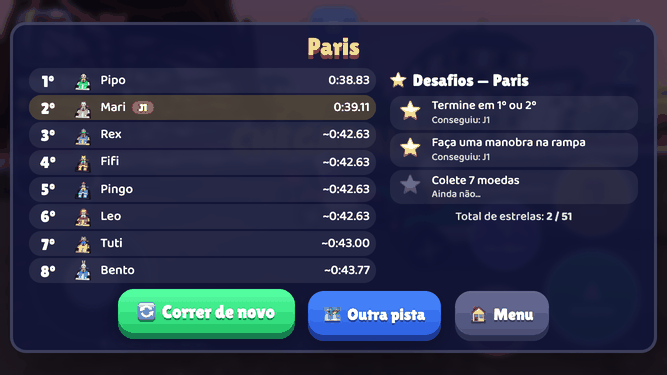 Paris
1º Pipo 0:38.83
2º Mari J1 0:39.11
3º Rex ~0:42.63
4º Fifi ~0:42.63
5º Pingo ~0:42.63
6º Leo ~0:42.63
7º Tuti ~0:43.00
8º Bento ~0:43.77
Desafios — Paris
Termine em 1º ou 2º
Conseguiu: J1
Faça uma manobra na rampa
Conseguiu: J1
Colete 7 moedas
Ainda não...
Total de estrelas: 2 / 51
Correr de novo
Outra pista
Menu